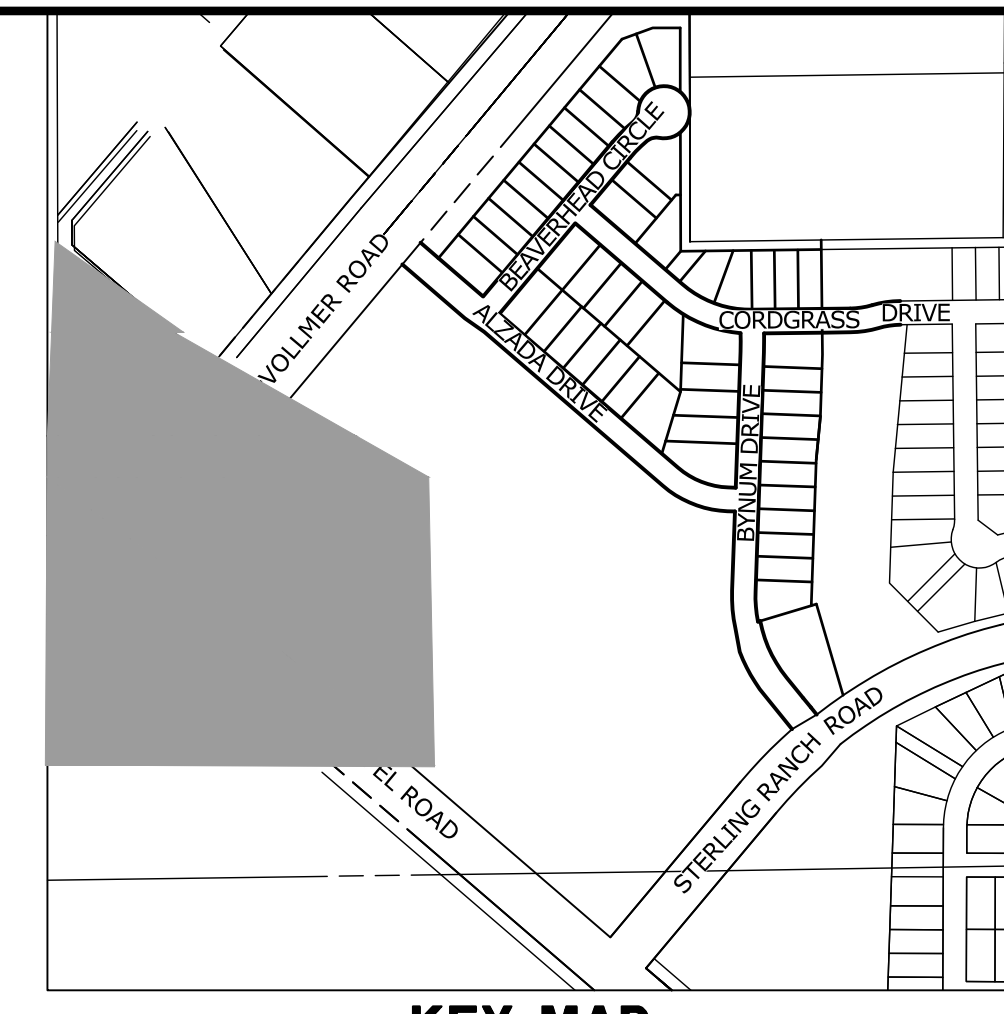 BEAVERHEAD CIRCLE
VOLLMER ROAD
CORDGRASS DRIVE
ALZADA DRIVE
BYNUM DRIVE
STERLING RANCH ROAD
EL ROAD
KEY MAP